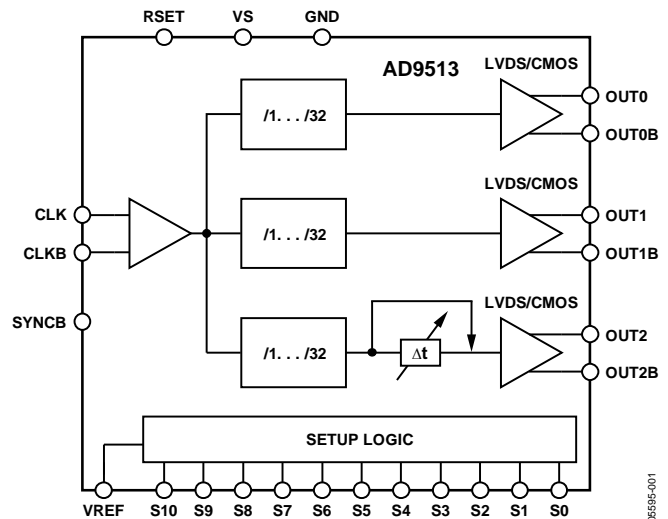 RSET VS GND
AD9513
LVDS/CMOS
/1. . . /32
OUT0
OUT0B
LVDS/CMOS
CLK
/1. . . /32
OUT1
CLKB
OUT1B
LVDS/CMOS
SYNCB
/1. . . /32
Δt
OUT2
OUT2B
SETUP LOGIC
VREF S10 S9 S8 S7 S6 S5 S4 S3 S2 S1 S0
05595-001